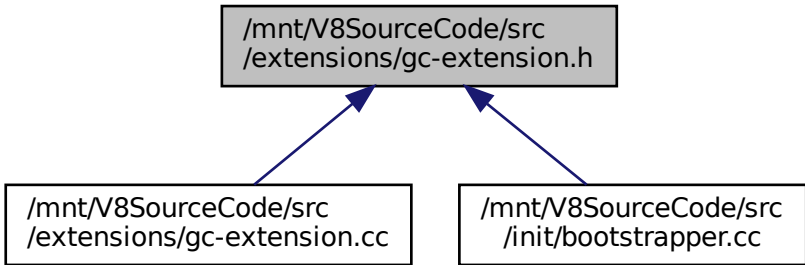 /mnt/V8SourceCode/src
/extensions/gc-extension.h
/mnt/V8SourceCode/src
/extensions/gc-extension.cc
/mnt/V8SourceCode/src
/init/bootstrapper.cc